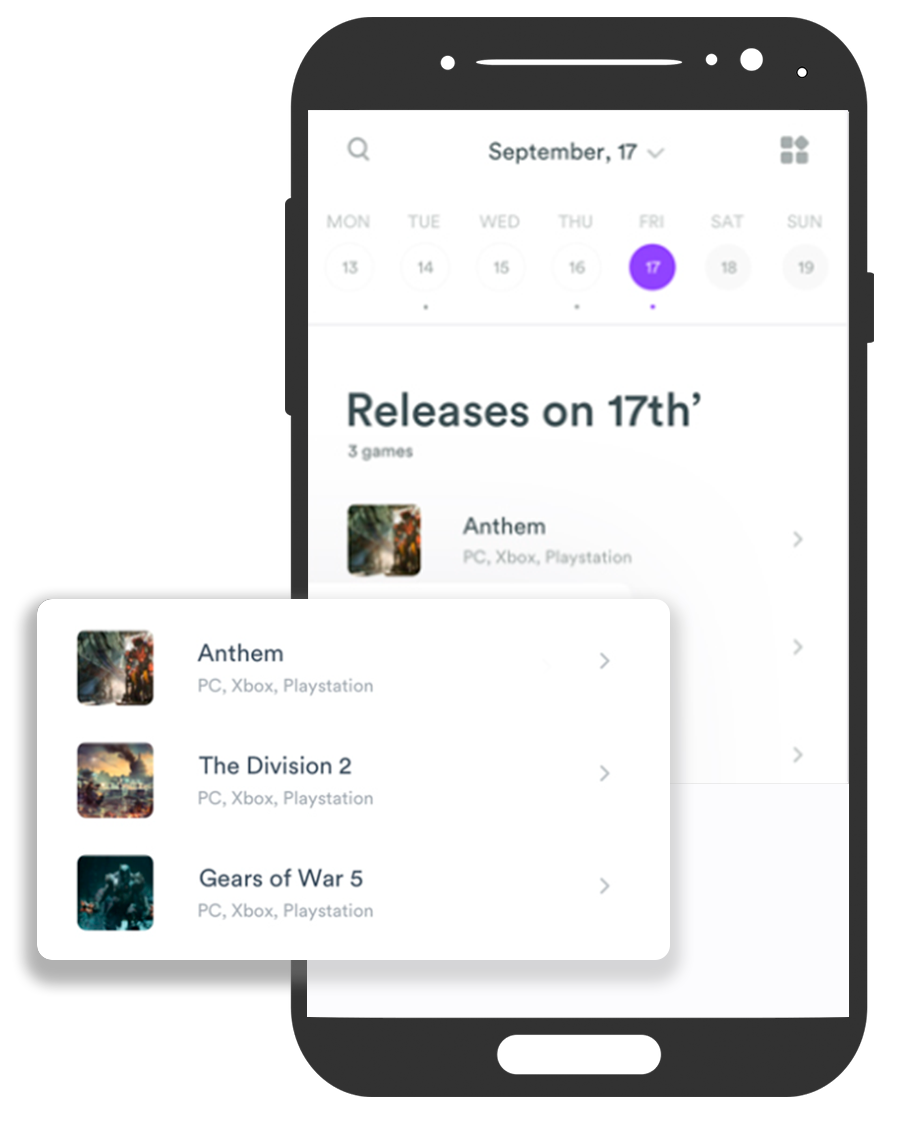 September, 17
MON TUE WED THU FRI SAT SUN
13 14 15 16 17 18 19
Releases on 17th’
3 games
Anthem
PC, Xbox, Playstation
Anthem
PC, Xbox, Playstation
The Division 2
PC, Xbox, Playstation
Gears of War 5
PC, Xbox, Playstation